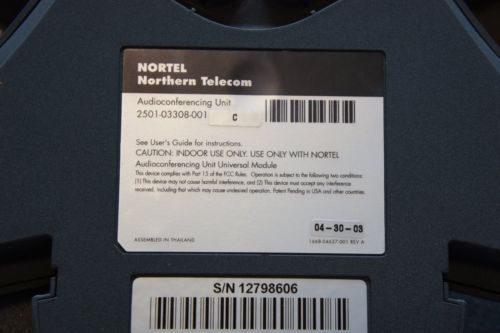 NORTEL
Northern Telecom
Audioconferencing Unit
2501-03308-001 C
See User's Guide for instructions.
CAUTION: INDOOR USE ONLY. USE ONLY WITH NORTEL
Audioconferencing Unit Universal Module
This device complies with Part 15 of the FCC Rules. Operation is subject to the following two conditions:
(1) This device may not cause harmful interference, and (2) This device must accept any interference
received, including that which may cause undesired operation. Patent Pending in USA and other countries.
04-30-03
ASSEMBLED IN THAILAND
1668-04627-001 REV A
S/N 12798606